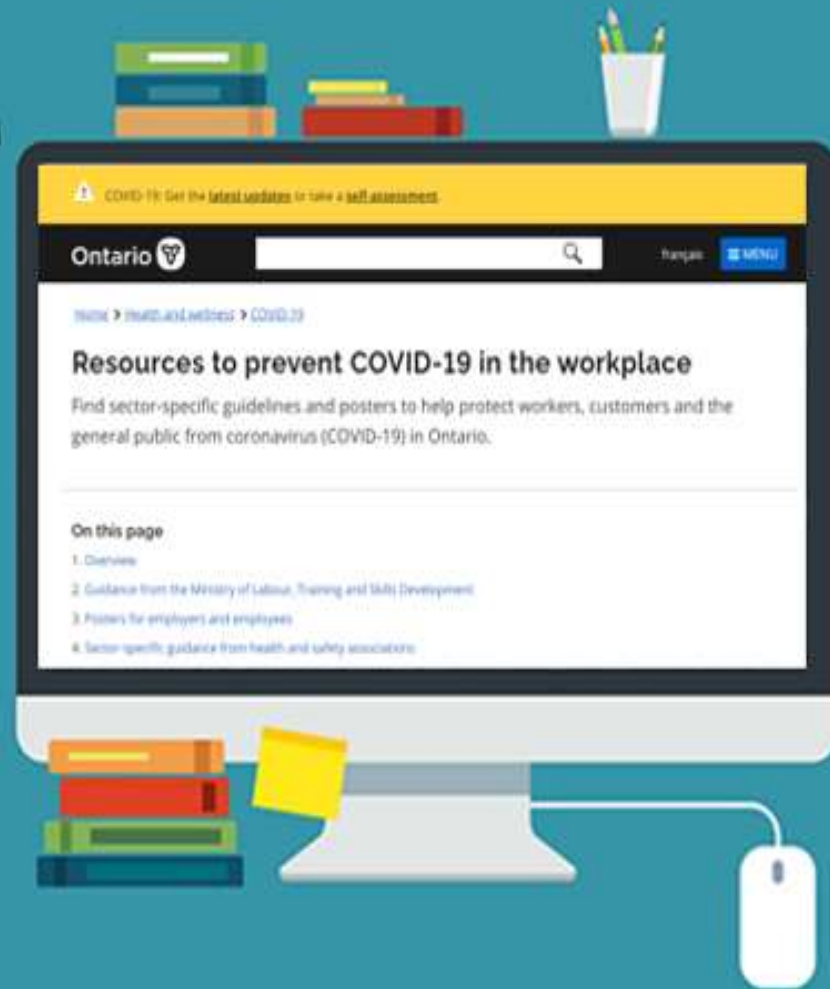 COVID-19: Get the latest updates or take a self-assessment.
Ontario
français
MENU
Home > Health and wellness > COVID-19
Resources to prevent COVID-19 in the workplace
Find sector-specific guidelines and posters to help protect workers, customers and the
general public from coronavirus (COVID-19) in Ontario.
On this page
1. Overview
2. Guidance from the Ministry of Labour, Training and Skills Development
3. Posters for employers and employees
4. Sector-specific guidance from health and safety associations